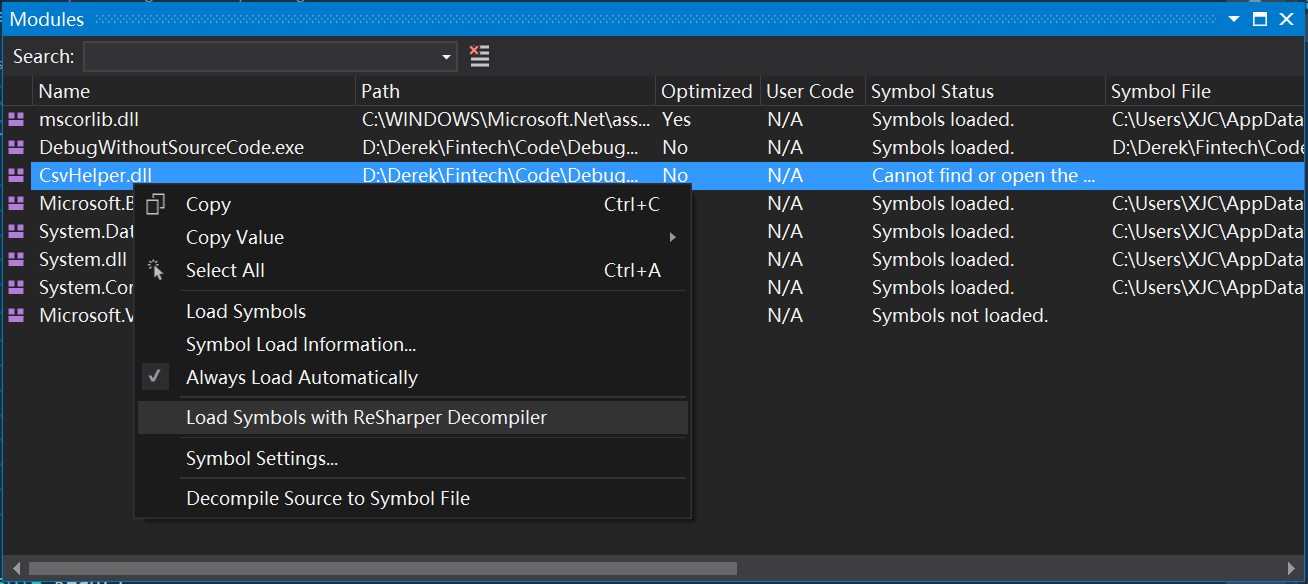 Modules
Search:
Name Path Optimized User Code Symbol Status Symbol File
mscorlib.dll C:\WINDOWS\Microsoft.Net\ass... Yes N/A Symbols loaded. C:\Users\XJC\AppData
DebugWithoutSourceCode.exe D:\Derek\Fintech\Code\Debug... No N/A Symbols loaded. D:\Derek\Fintech\Code
CsvHelper.dll D:\Derek\Fintech\Code\Debug... No N/A Cannot find or open the ...
Microsoft. N/A Symbols loaded. C:\Users\XJC\AppData
System.Dat N/A Symbols loaded. C:\Users\XJC\AppData
System.dll N/A Symbols loaded. C:\Users\XJC\AppData
System.Cor N/A Symbols loaded. C:\Users\XJC\AppData
Microsoft.V N/A Symbols not loaded.
Copy Ctrl+C
Copy Value
Select All Ctrl+A
Load Symbols
Symbol Load Information...
Always Load Automatically
Load Symbols with ReSharper Decompiler
Symbol Settings...
Decompile Source to Symbol File